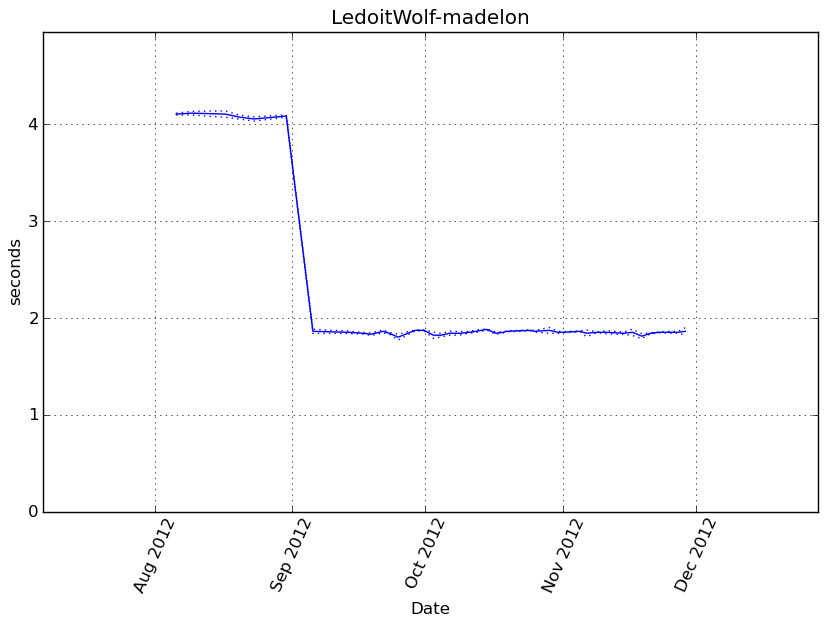 LedoitWolf-madelon
4
3
2
1
0
seconds
Aug 2012
Sep 2012
Oct 2012
Nov 2012
Dec 2012
Date